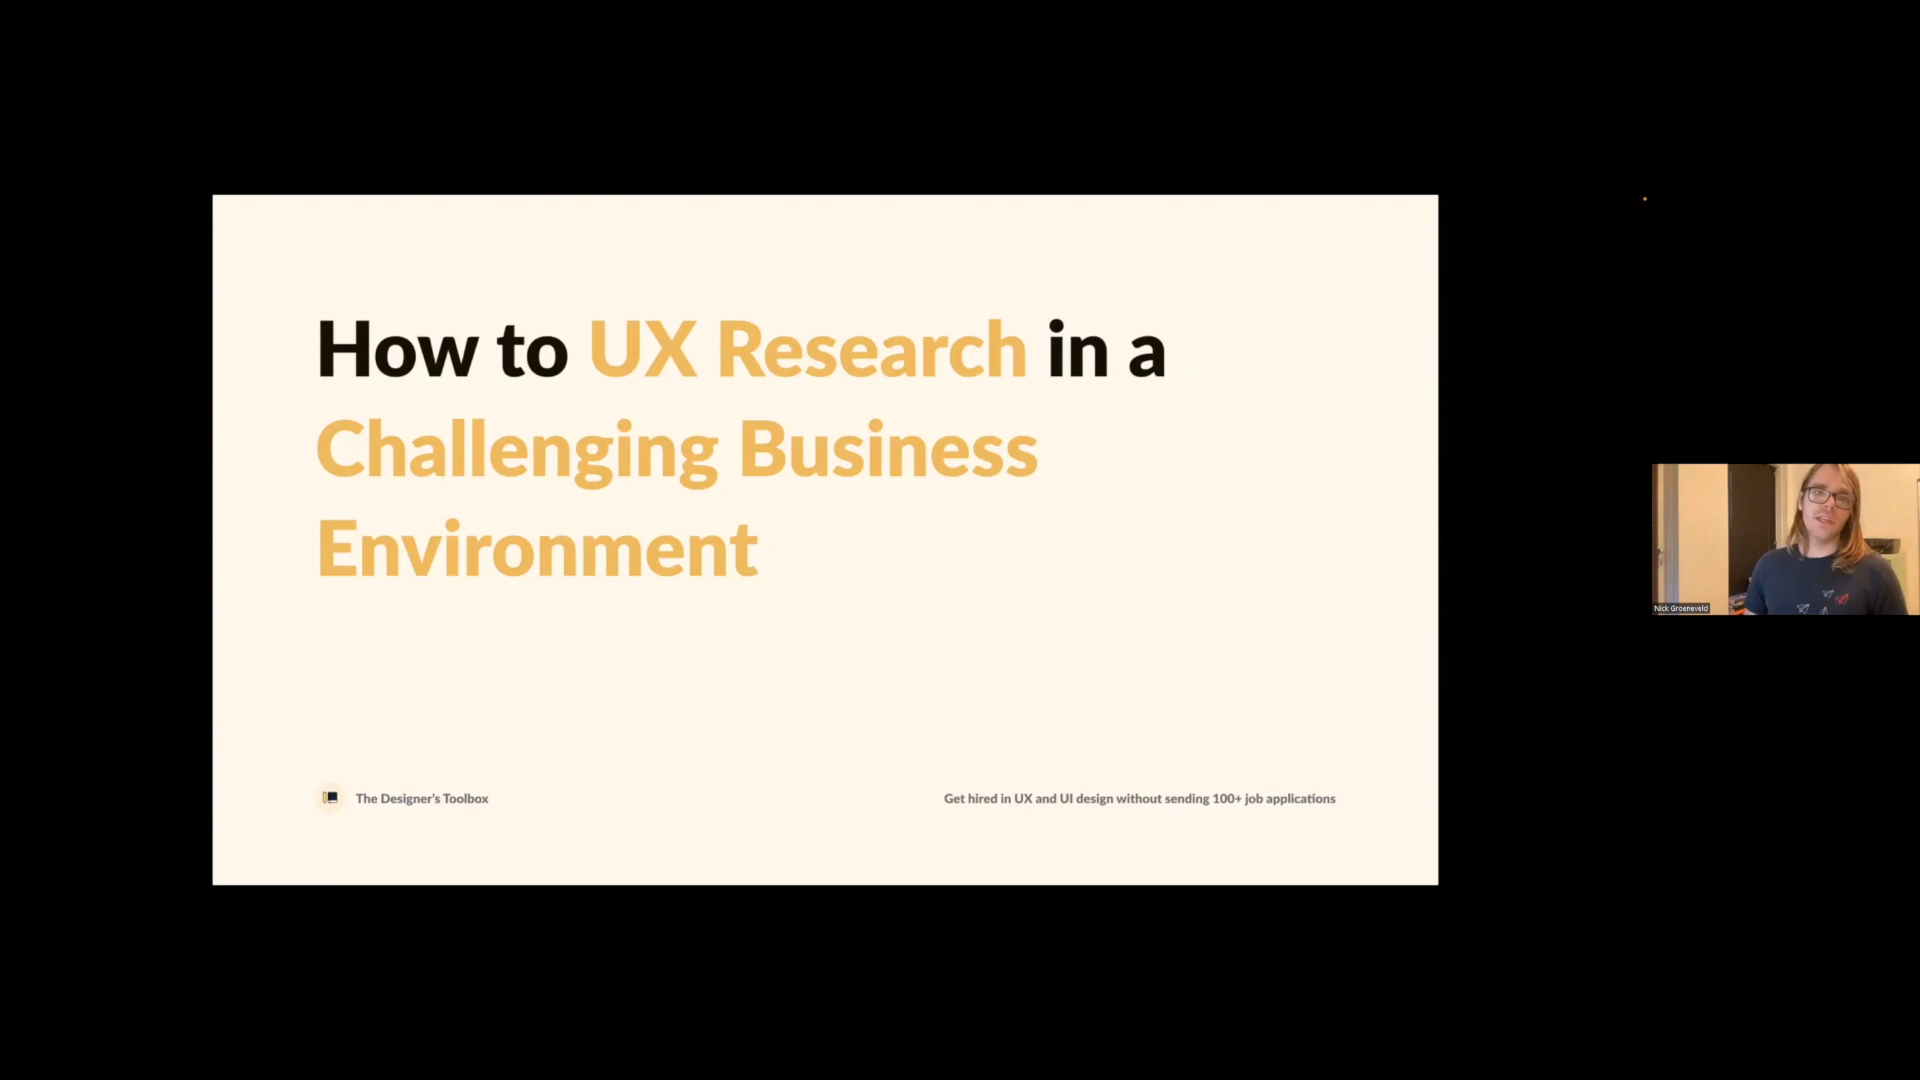 How to UX Research in a
Challenging Business
Environment
The Designer's Toolbox
Get hired in UX and UI design without sending 100+ job applications
Nick Groeneveld